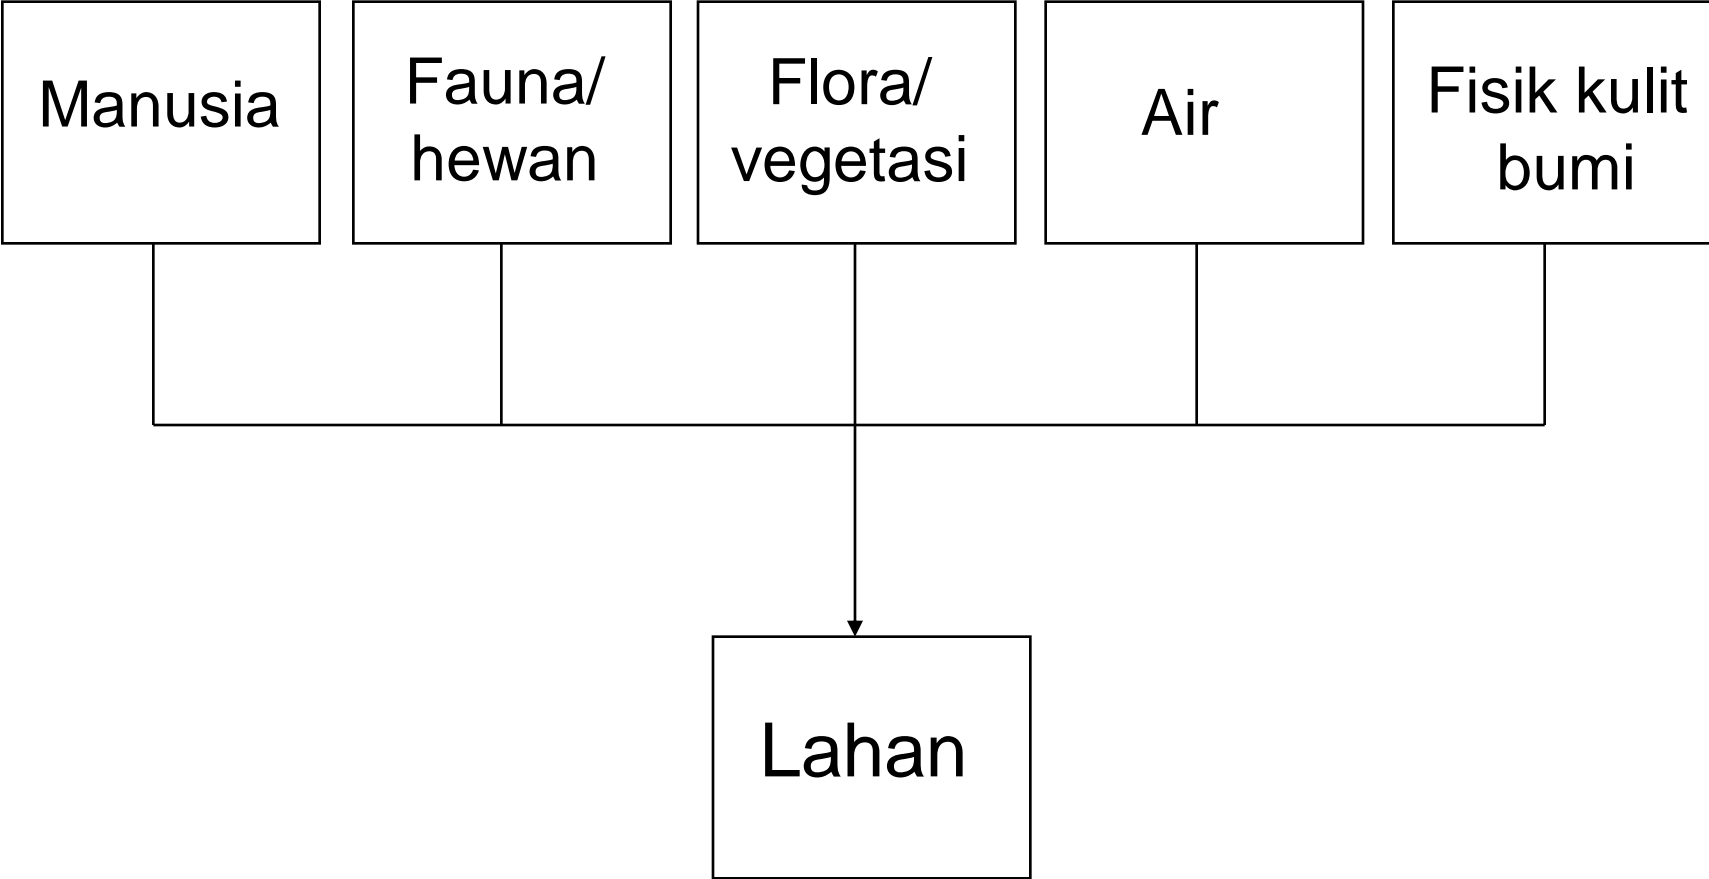 Manusia
Fauna/
hewan
Flora/
vegetasi
Air
Fisik kulit
bumi
Lahan